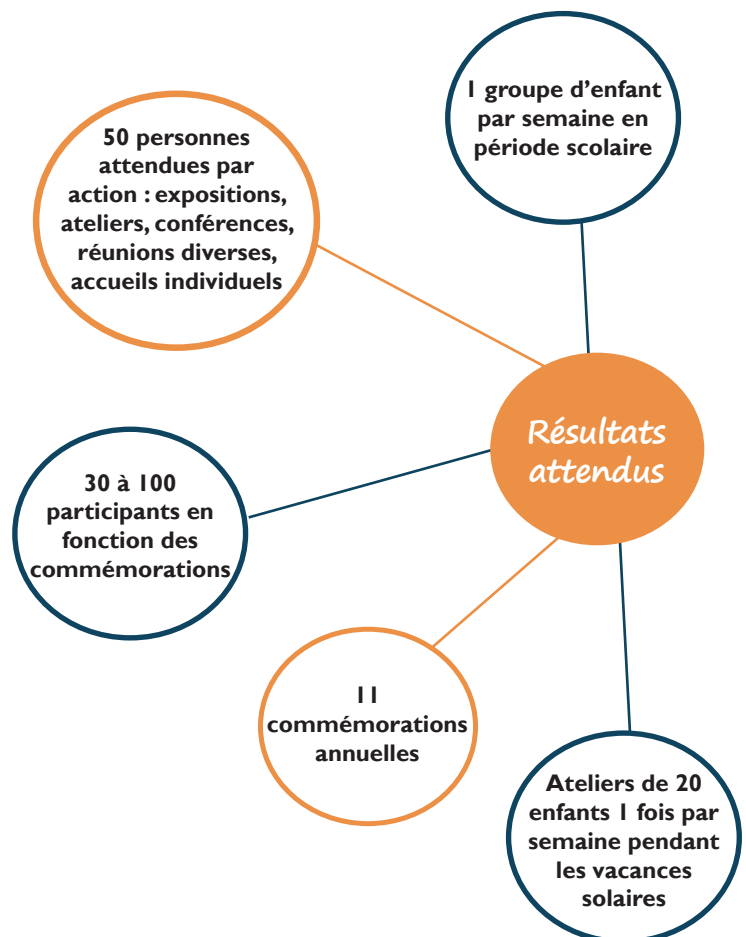 1 groupe d’enfant
par semaine en
période scolaire
50 personnes
attendues par
action : expositions,
ateliers, conférences,
réunions diverses,
accueils individuels
Résultats
attendus
30 à 100
participants en
fonction des
commémorations
11
commémorations
annuelles
Ateliers de 20
enfants 1 fois par
semaine pendant
les vacances
solaires